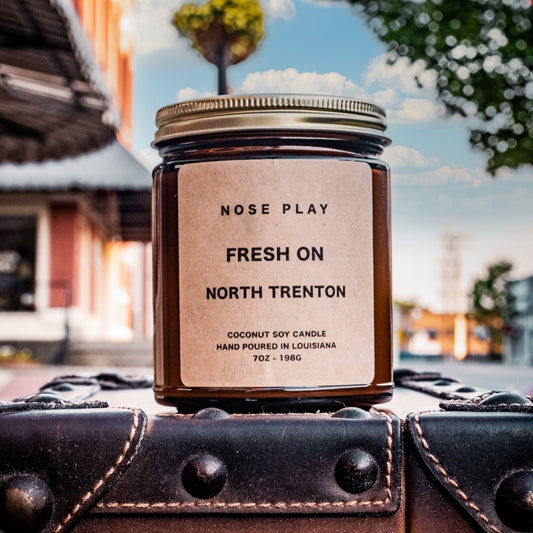 NOSE PLAY
FRESH ON
NORTH TRENTON
COCONUT SOY CANDLE
HAND POURED IN LOUISIANA
7OZ - 198G